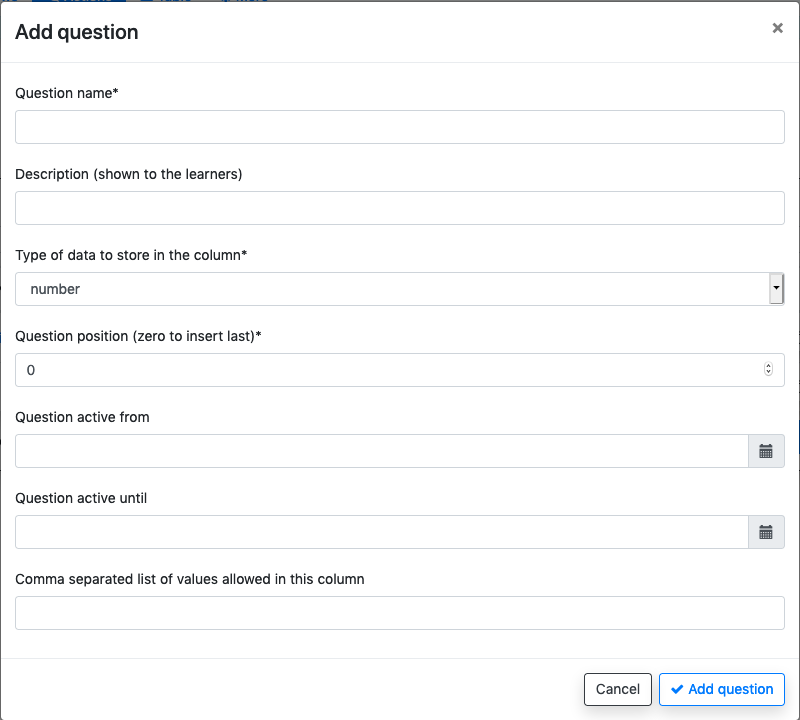 Add question
×
Question name*
Description (shown to the learners)
Type of data to store in the column*
number
Question position (zero to insert last)*
0
Question active from
Question active until
Comma separated list of values allowed in this column
Cancel
Add question